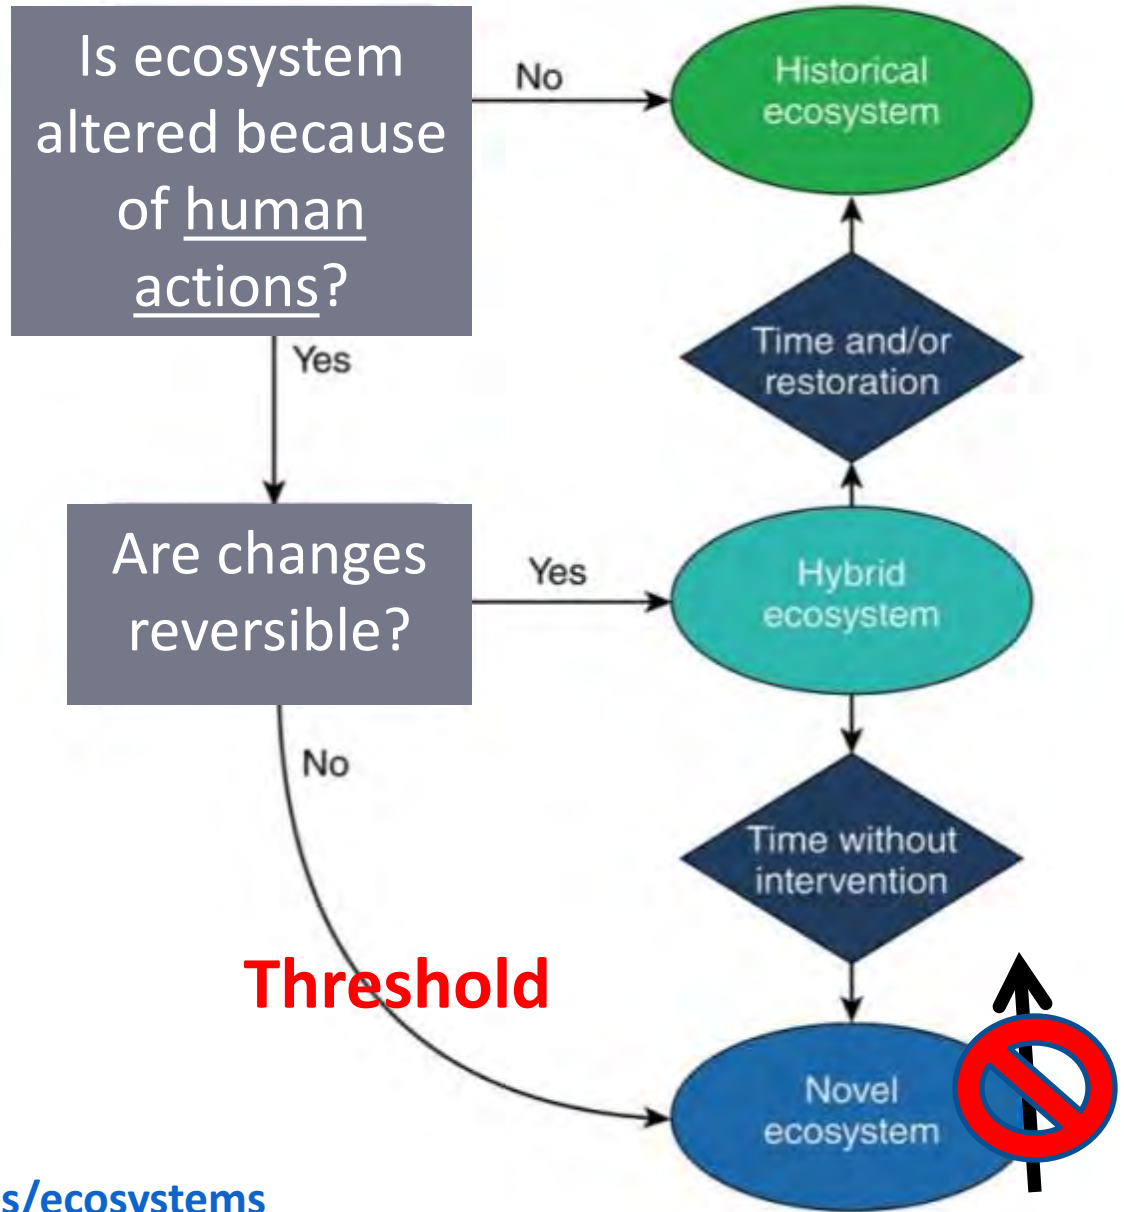 Is ecosystem
altered because
of human
actions?
No
Historical
ecosystem
Yes
Time and/or
restoration
Are changes
reversible?
Yes
Hybrid
ecosystem
No
Time without
intervention
Threshold
Novel
ecosystem
s/ecosystems